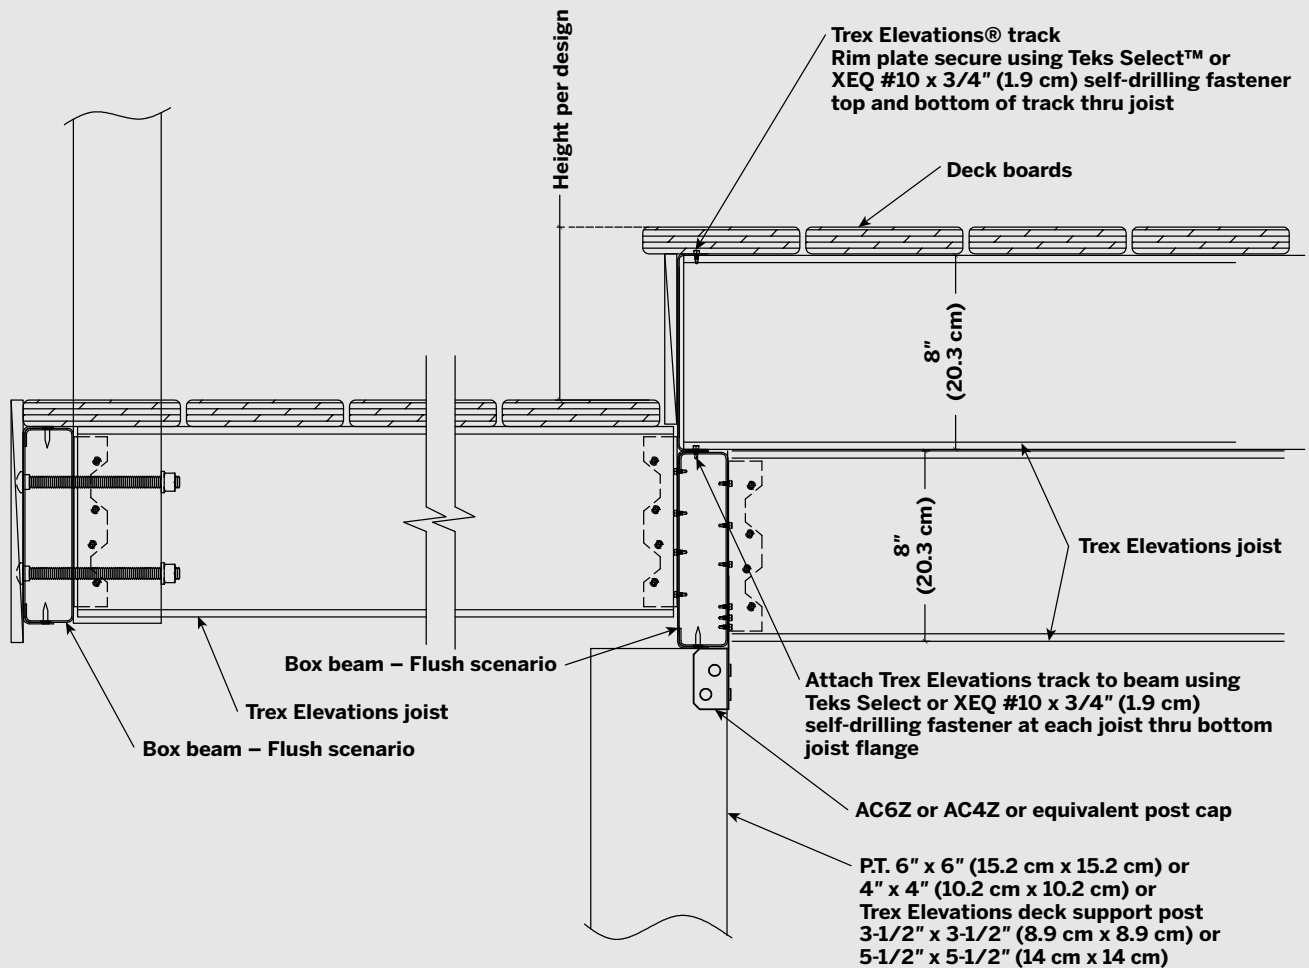 Height per design
Trex Elevations® track
Rim plate secure using Teks Select™ or
XEQ #10 x 3/4″ (1.9 cm) self-drilling fastener
top and bottom of track thru joist
Deck boards
8″
(20.3 cm)
8″
(20.3 cm)
Trex Elevations joist
Box beam – Flush scenario
Trex Elevations joist
Box beam – Flush scenario
Attach Trex Elevations track to beam using
Teks Select or XEQ #10 x 3/4″ (1.9 cm)
self-drilling fastener at each joist thru bottom
joist flange
AC6Z or AC4Z or equivalent post cap
P.T. 6″ x 6″ (15.2 cm x 15.2 cm) or
4″ x 4″ (10.2 cm x 10.2 cm) or
Trex Elevations deck support post
3-1/2″ x 3-1/2″ (8.9 cm x 8.9 cm) or
5-1/2″ x 5-1/2″ (14 cm x 14 cm)